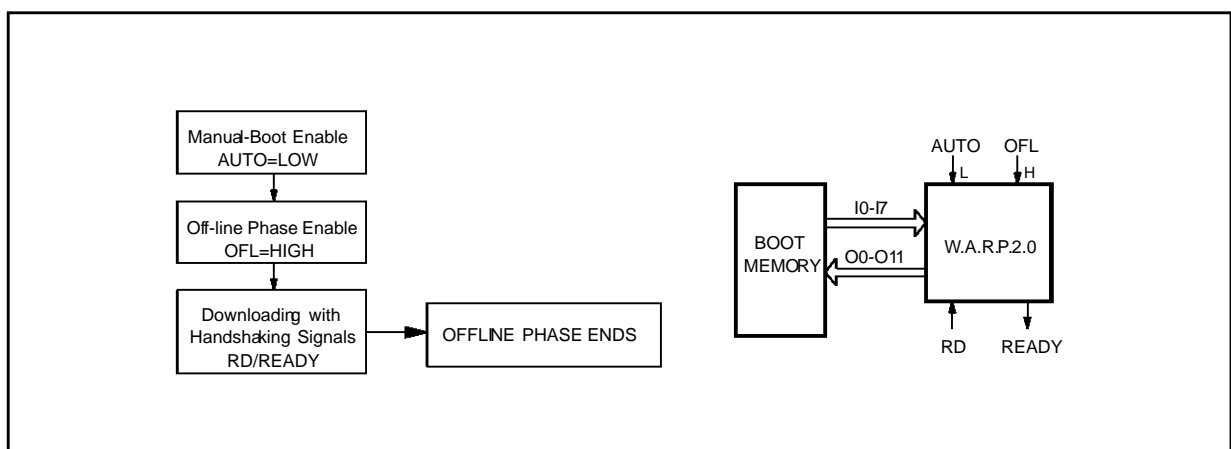 Manual-Boot Enable
AUTO=LOW
Off-line Phase Enable
OFL=HIGH
Downloading with
Handshaking Signals
RD/READY
OFFLINE PHASE ENDS
AUTO OFL
L H
BOOT
MEMORY
I0-I7
O0-O11
W.A.R.P.2.0
RD READY